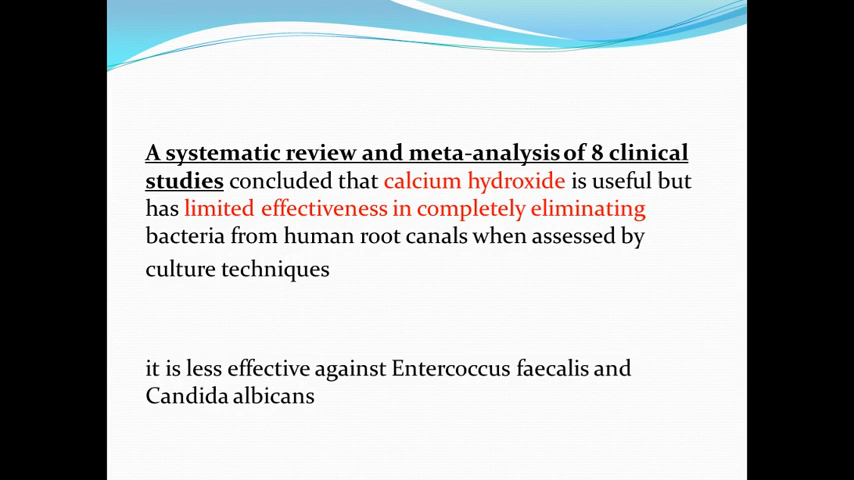 A systematic review and meta-analysis of 8 clinical
studies concluded that calcium hydroxide is useful but
has limited effectiveness in completely eliminating
bacteria from human root canals when assessed by
culture techniques
it is less effective against Entercoccus faecalis and
Candida albicans